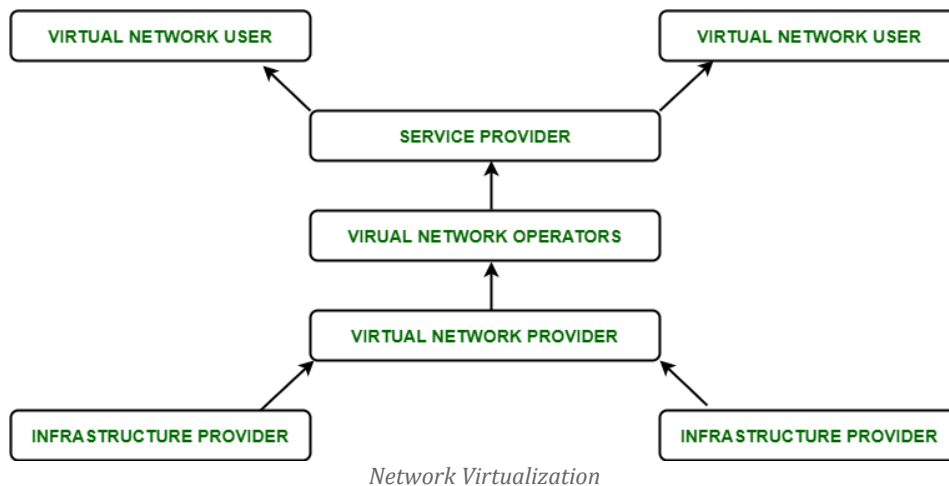 VIRTUAL NETWORK USER
VIRTUAL NETWORK USER
SERVICE PROVIDER
VIRUAL NETWORK OPERATORS
VIRTUAL NETWORK PROVIDER
INFRASTRUCTURE PROVIDER
INFRASTRUCTURE PROVIDER
Network Virtualization